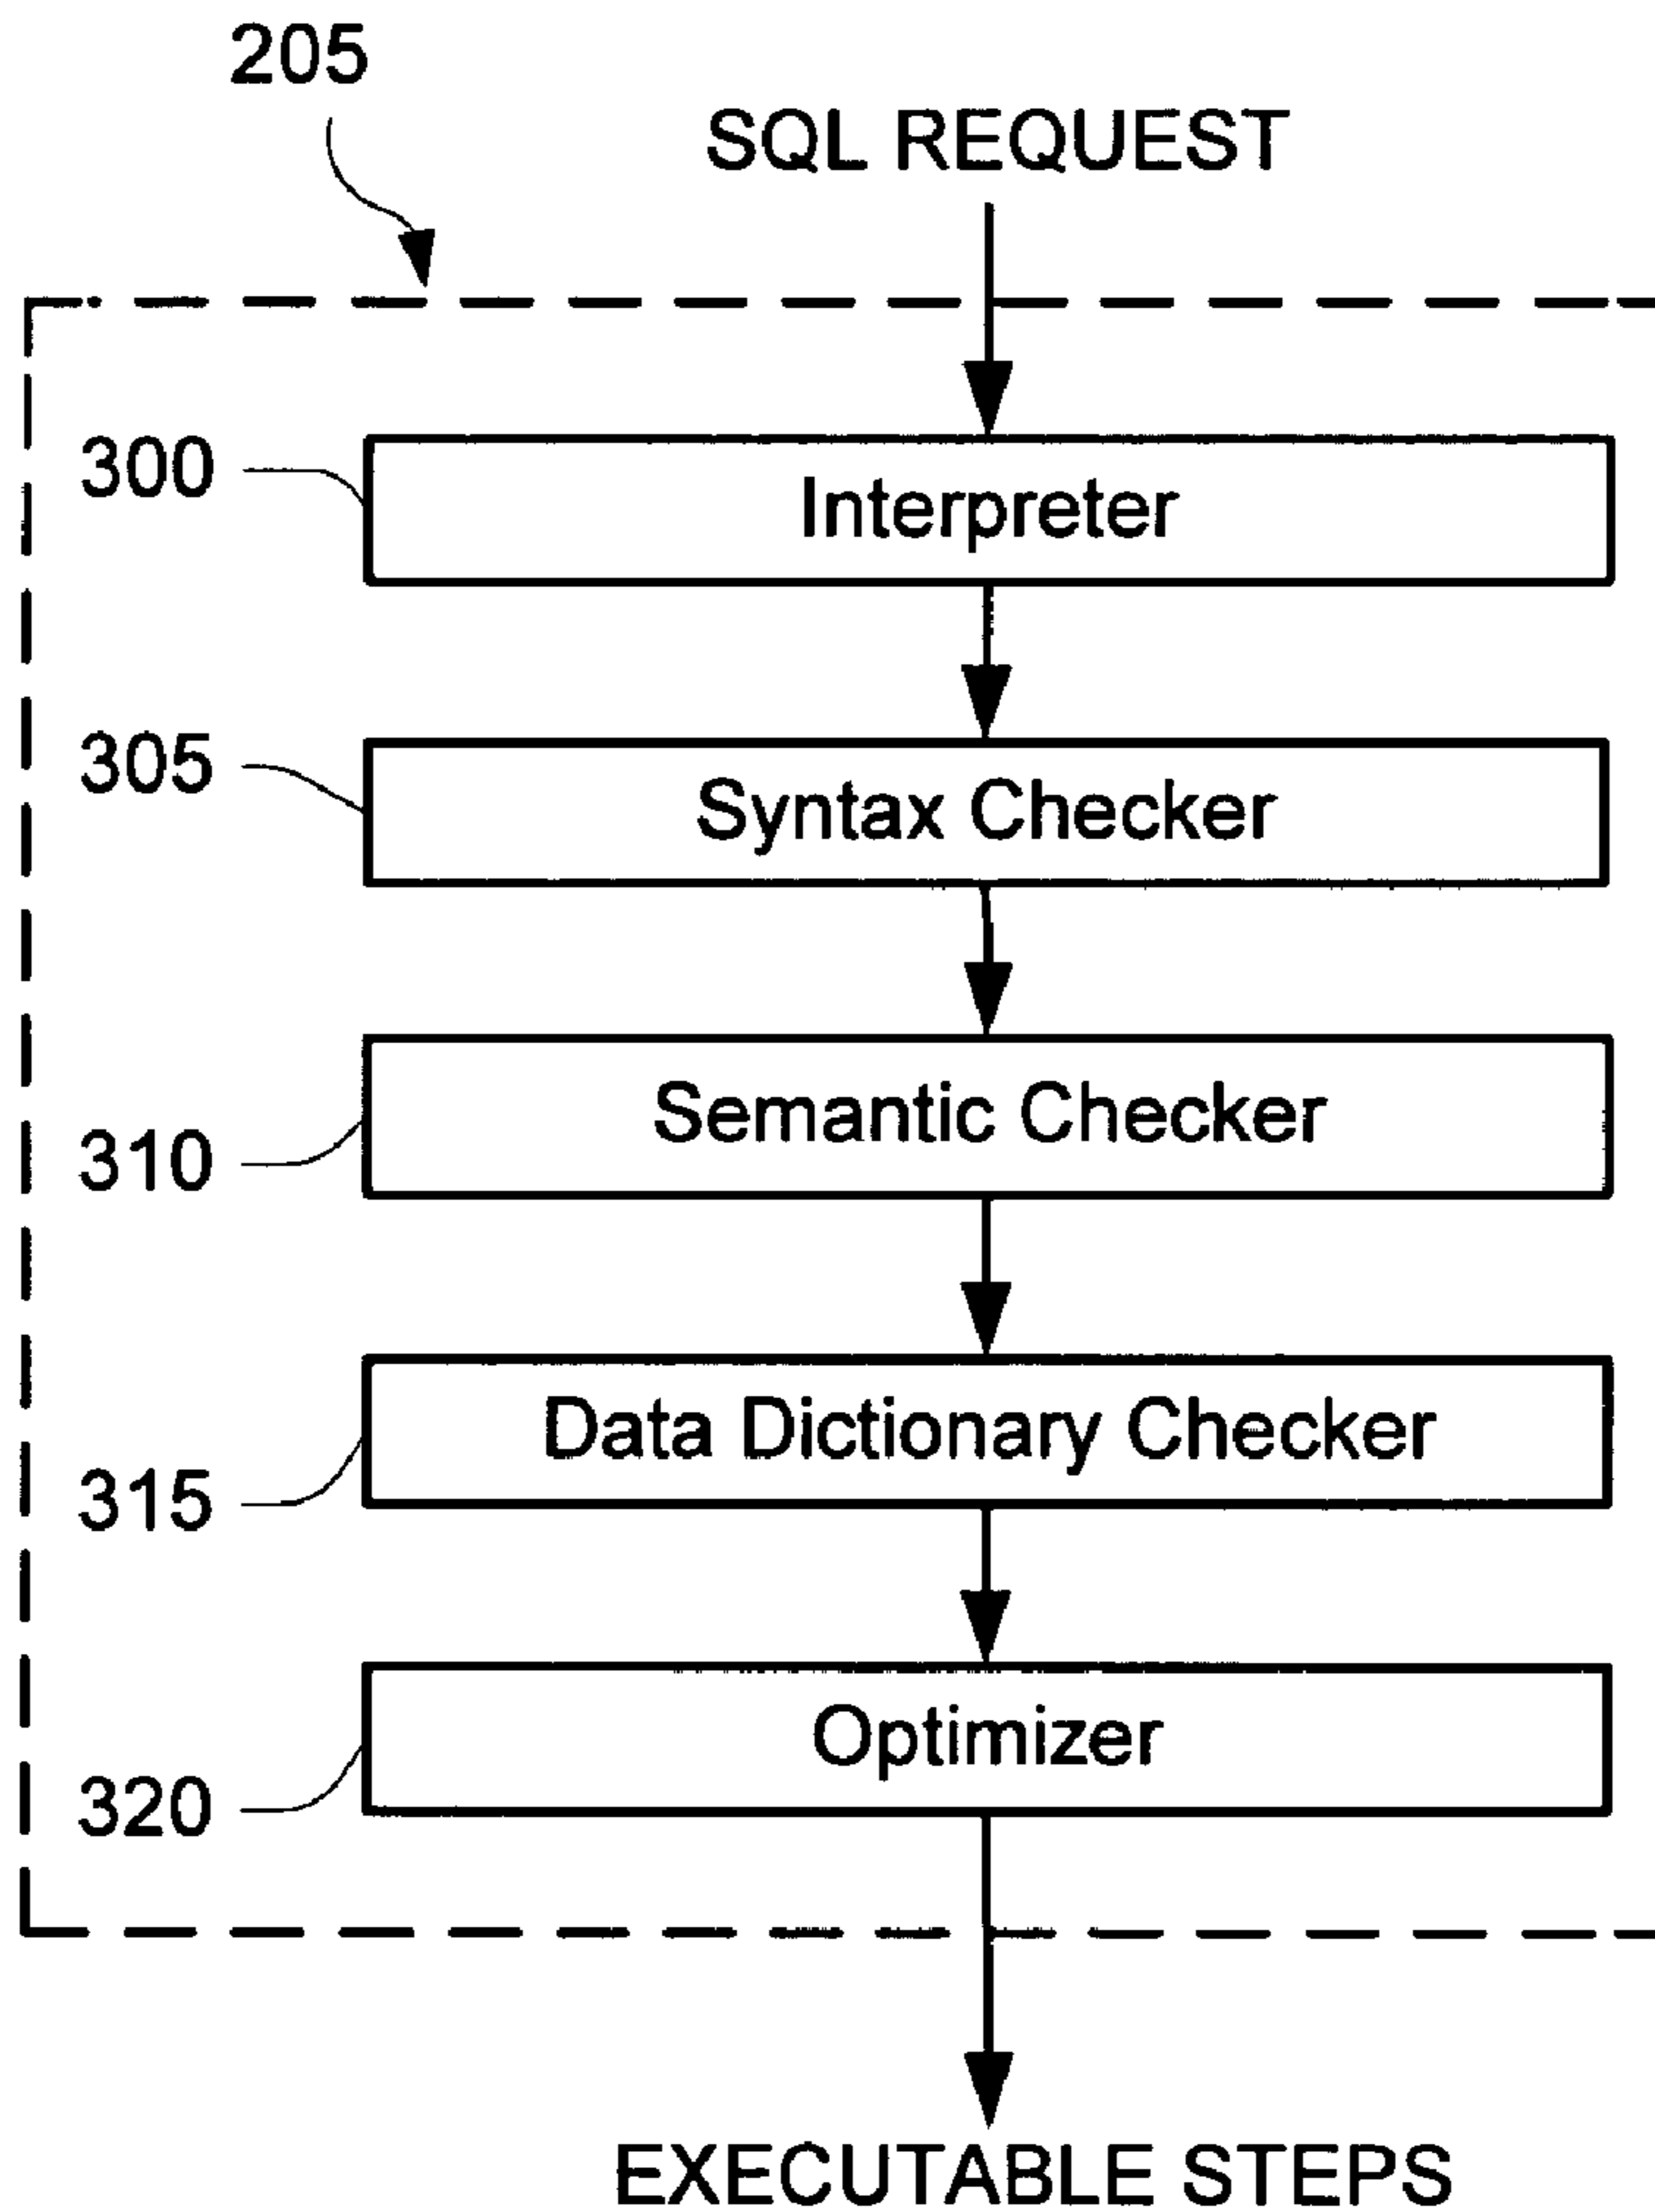 205
SQL REQUEST
300
Interpreter
305
Syntax Checker
Semantic Checker
310
Data Dictionary Checker
315
Optimizer
320
EXECUTABLE STEPS